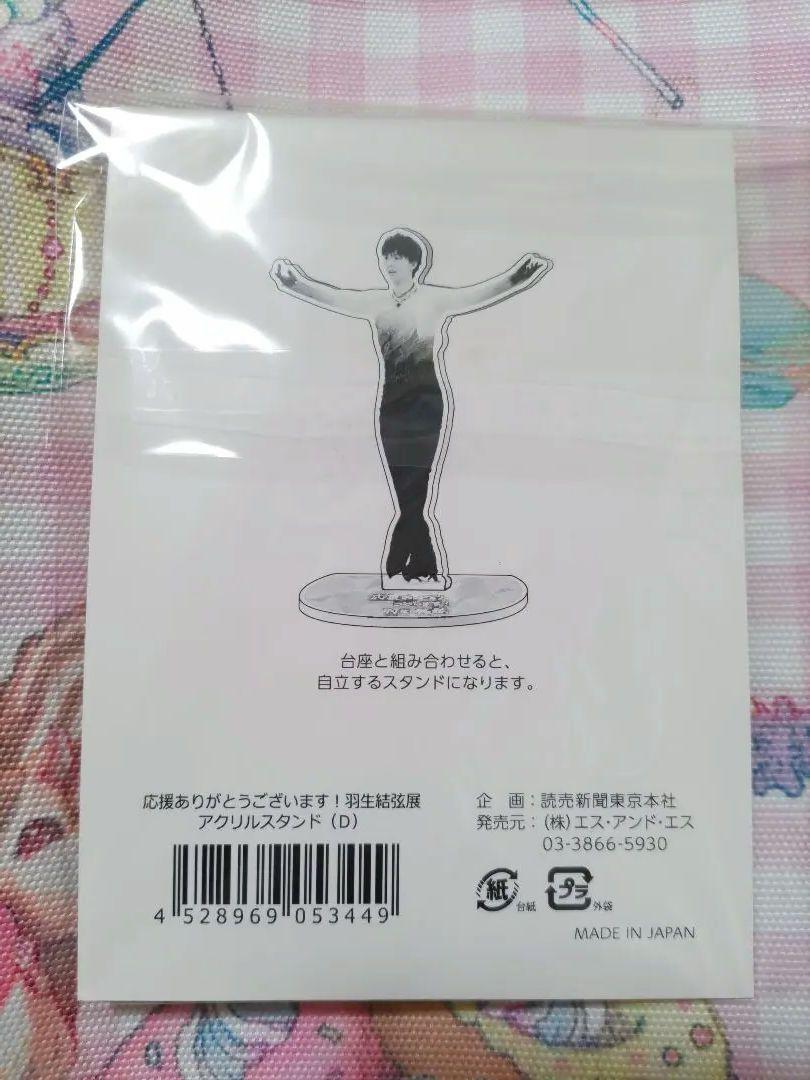 台座と組み合わせると、
自立するスタンドになります。
応援ありがとうございます！羽生結弦展
アクリルスタンド（D）
4 528969 053449
企　画：読売新聞東京本社
発売元：（株）エス・アンド・エス
03-3866-5930
紙 台紙
プラ 外袋
MADE IN JAPAN